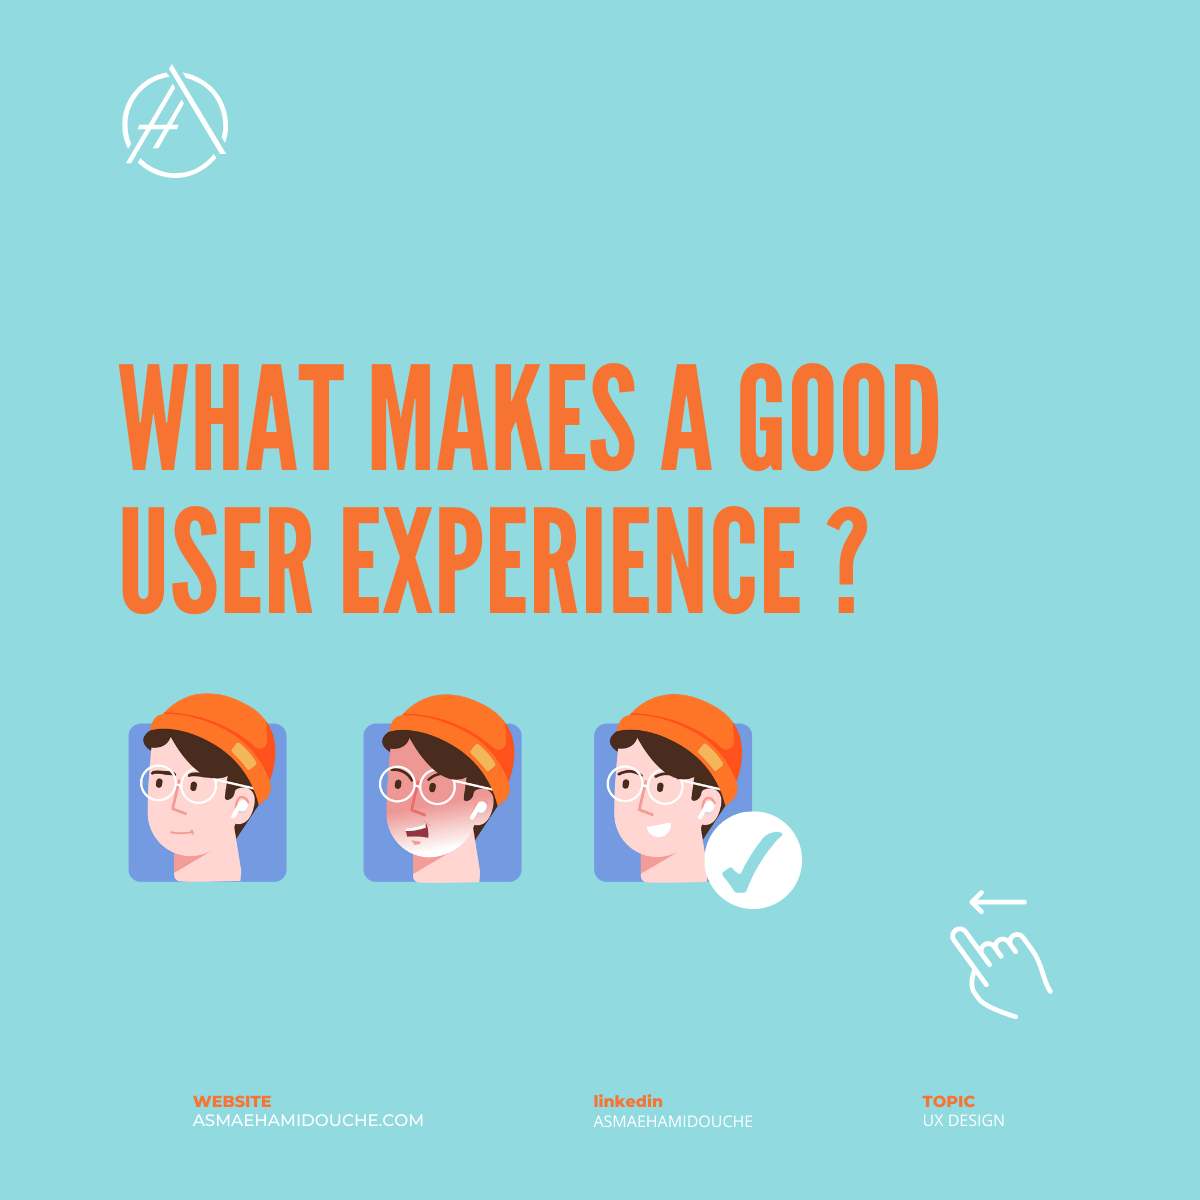 WHAT MAKES A GOOD
USER EXPERIENCE ?
WEBSITE
ASMAEHAMIDOUCHE.COM
linkedin
ASMAEHAMIDOUCHE
TOPIC
UX DESIGN